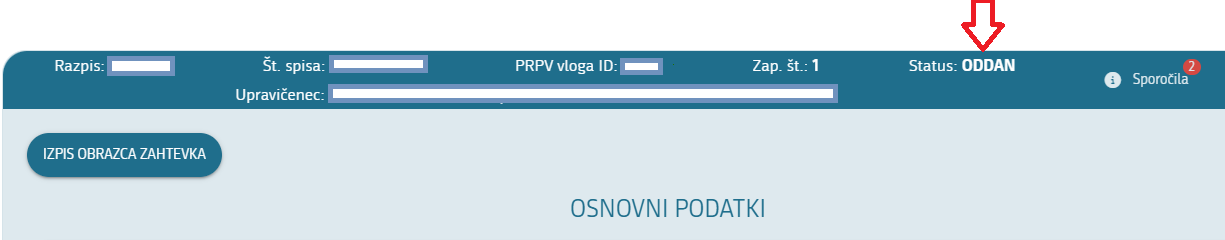 Razpis: Št. spisa: PRPV vloga ID: Zap. št.: 1 Status: ODDAN
Sporočila 2
Upravičenec:
IZPIS OBRAZCA ZAHTEVKA
OSNOVNI PODATKI